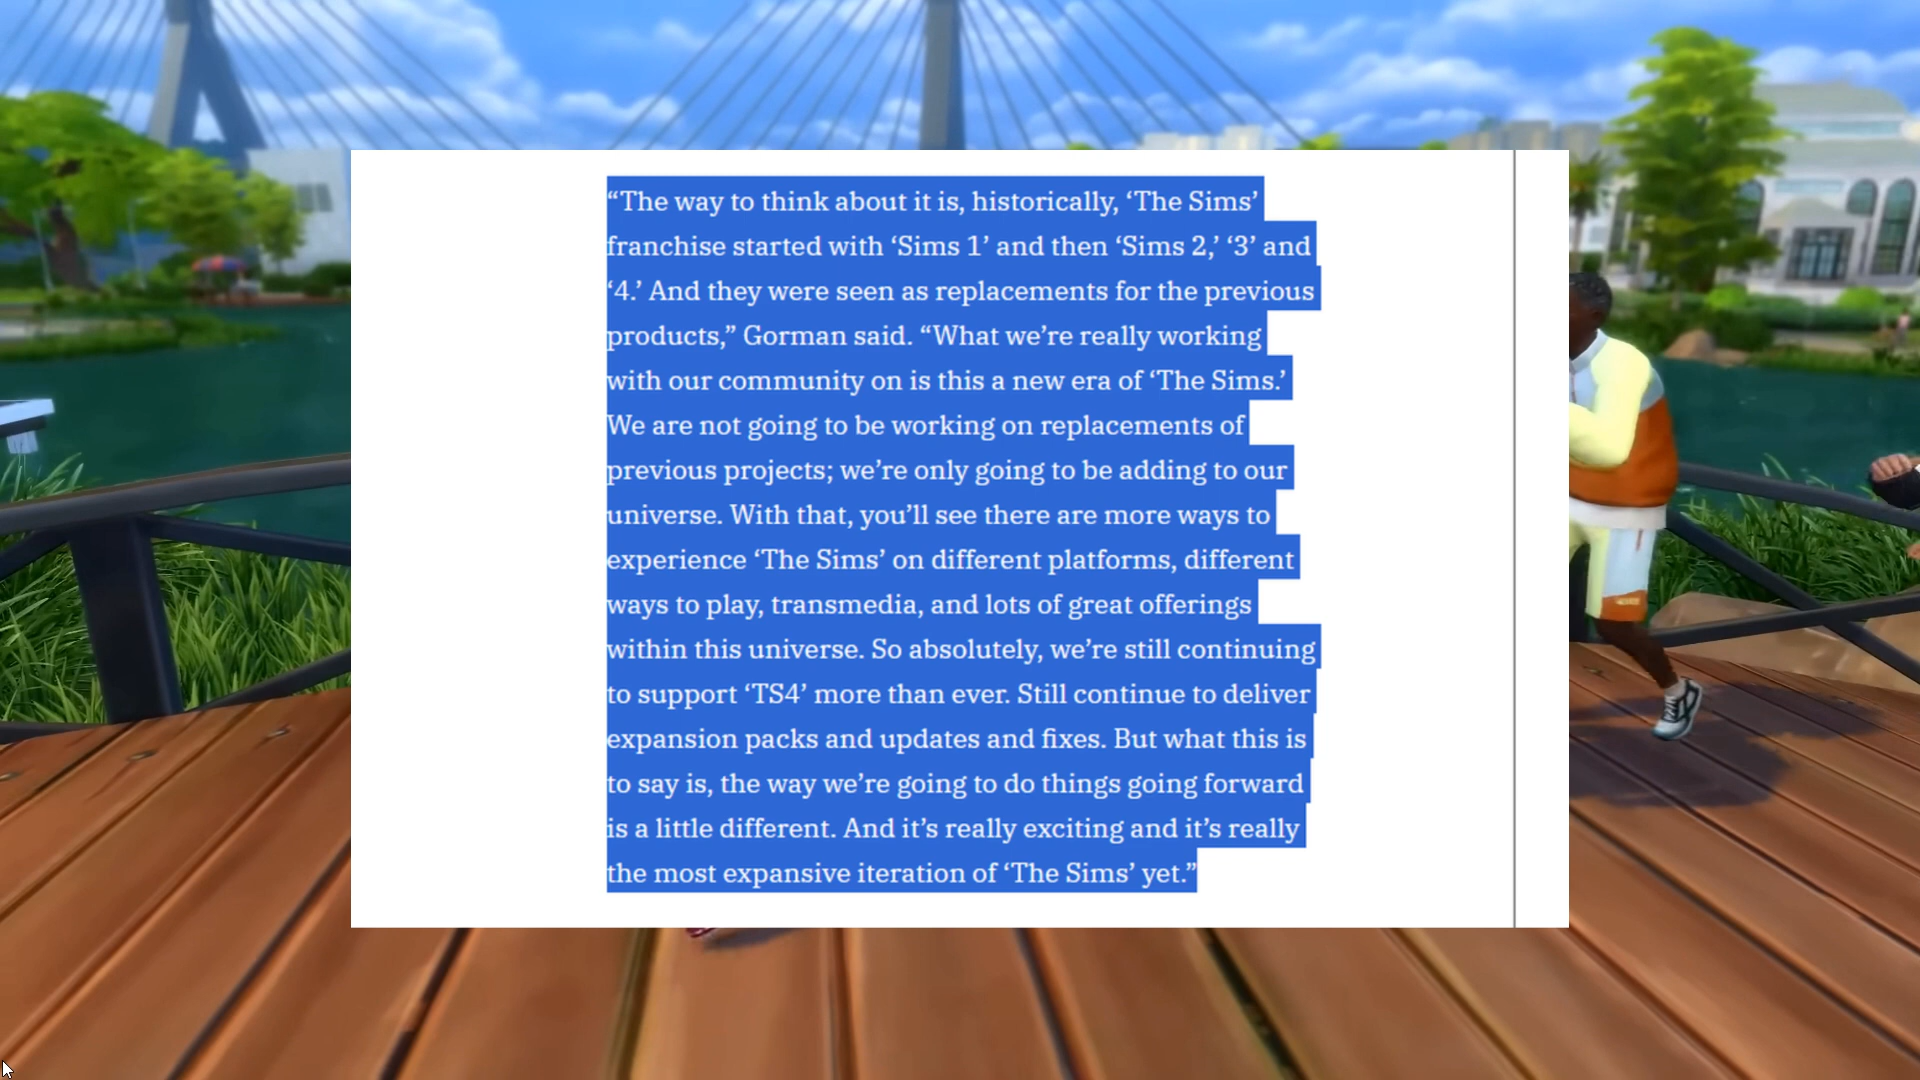 “The way to think about it is, historically, ‘The Sims’
franchise started with ‘Sims 1’ and then ‘Sims 2,’ ‘3’ and
‘4.’ And they were seen as replacements for the previous
products,” Gorman said. “What we’re really working
with our community on is this a new era of ‘The Sims.’
We are not going to be working on replacements of
previous projects; we’re only going to be adding to our
universe. With that, you’ll see there are more ways to
experience ‘The Sims’ on different platforms, different
ways to play, transmedia, and lots of great offerings
within this universe. So absolutely, we’re still continuing
to support ‘TS4’ more than ever. Still continue to deliver
expansion packs and updates and fixes. But what this is
to say is, the way we’re going to do things going forward
is a little different. And it’s really exciting and it’s really
the most expansive iteration of ‘The Sims’ yet.”